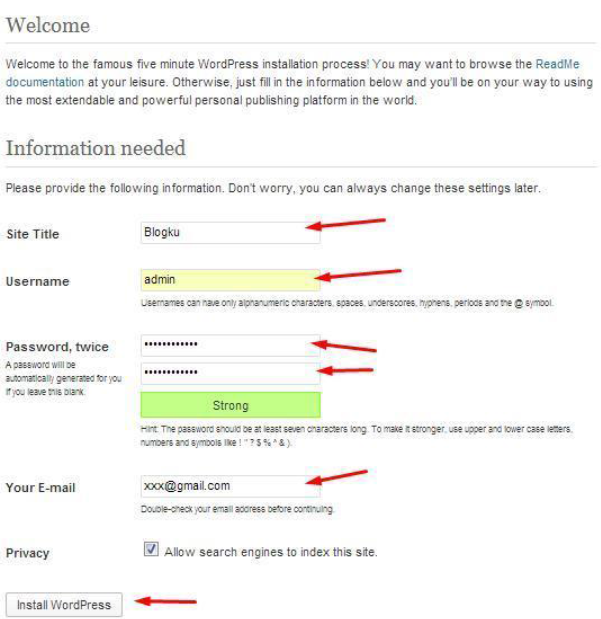 Welcome
Welcome to the famous five minute WordPress installation process! You may want to browse the ReadMe
documentation at your leisure. Otherwise, just fill in the information below and you'll be on your way to using
the most extendable and powerful personal publishing platform in the world.
Information needed
Please provide the following information. Don't worry, you can always change these settings later.
Site Title
Blogku
Username
admin
Usernames can have only alphanumeric characters, spaces, underscores, hyphens, periods and the @ symbol.
Password, twice
A password will be
automatically generated for you
if you leave this blank.
••••••••••••
••••••••••••
Strong
Hint: The password should be at least seven characters long. To make it stronger, use upper and lower case letters,
numbers and symbols like ! " ? $ % ^ & ).
Your E-mail
xxx@gmail.com
Double-check your email address before continuing.
Privacy
Allow search engines to index this site.
Install WordPress